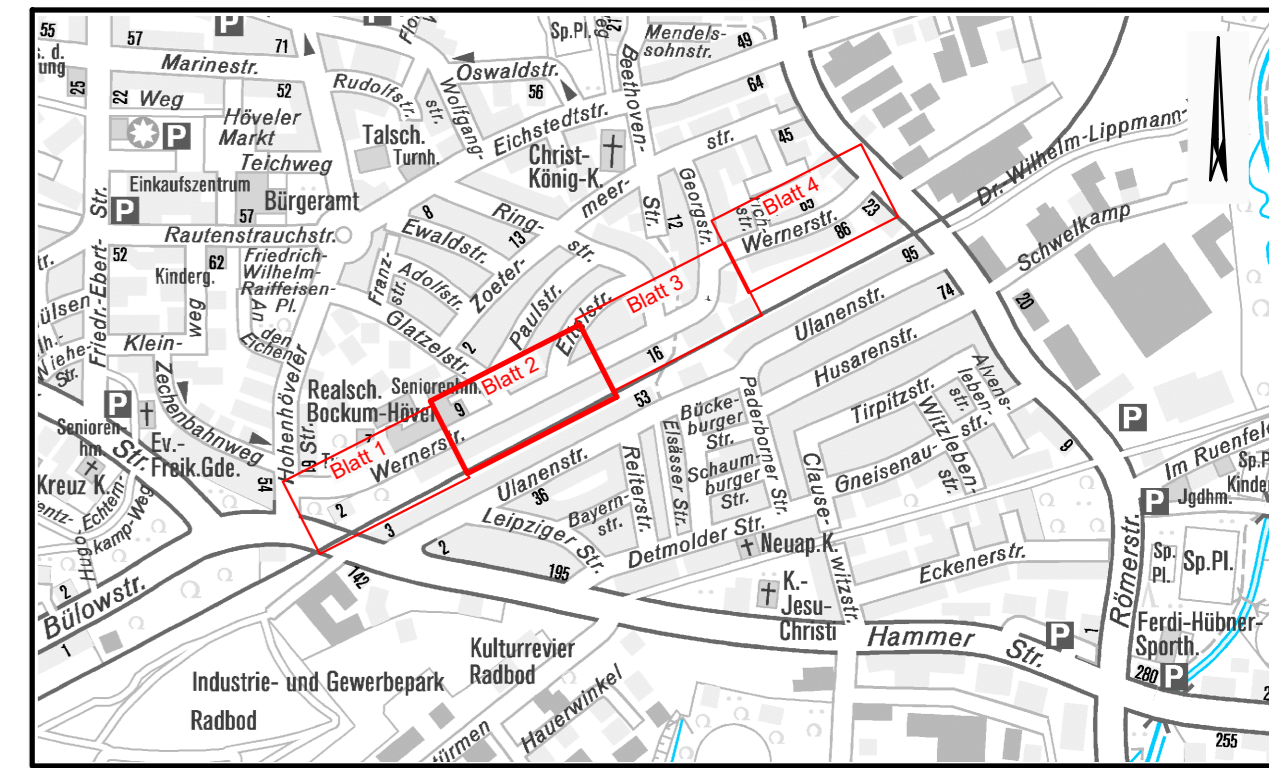 55
57
71
Marinestr.
25
22
Weg
52
Höveler
Markt
P
Teichweg
Einkaufszentrum
Bürgeramt
P
57
Rautenstrauchstr.
Friedr.-Ebert-
Str.
52
Kinderg.
62
Friedrich-
Wilhelm-
Raiffeisen-
Pl.
An
den
Eichen
Klein-
weg
Zechenbahnweg
Rudolfstr.
Talsch.
Turnh.
Wolfgang-
str.
Oswaldstr.
56
Eichstedtstr.
Sp.Pl.
Beethoven-
Str.
Mendels-
sohnstr.
49
64
Christ-
König-K.
str.
45
Georgstr.
12
8
Ewaldstr.
Ring-
str.
13
Zoeter-
meer-
Franz-
str.
Adolfstr.
Glatzelstr.
2
Paulstr.
Blatt 4
Wernerstr.
86
23
Blatt 3
16
Blatt 2
9
Blatt 1
Wernerstr.
2
3
Realsch.
Seniorenhm.
Hohenhöveler
Str.
54
P
Senioren-
hm
Ev.-
Freik.Gde.
Kreuz K.
Str.
Bülowstr.
2
1
142
Industrie- und Gewerbepark
Radbod
Kulturrevier
Radbod
Hauerwinkel
türmen
53
Ulanenstr.
95
74
Husarenstr.
Ulanenstr.
36
Leipziger Str.
2
195
Bayern-
str.
Reiterstr.
Elsässer Str.
Bücke-
burger
Str.
Schaum-
burger
Str.
Paderborner Str.
Detmolder Str.
Neuap.K.
K.-
Jesu-
Christi
Clause-
witzstr.
Tirpitzstr.
Gneisenau-
str.
Witzleben-
Alvens-
leben-
str.
9
Eckenerstr.
Hammer
Str.
P
1
Römerstr.
Dr.-Wilhelm-Lippmann-
Schwelkamp
20
P
P
Im Ruenfel
Jgdhm.
Sp.
Pl.
Sp.Pl.
Ferdi-Hübner-
Sporth.
280
P
255